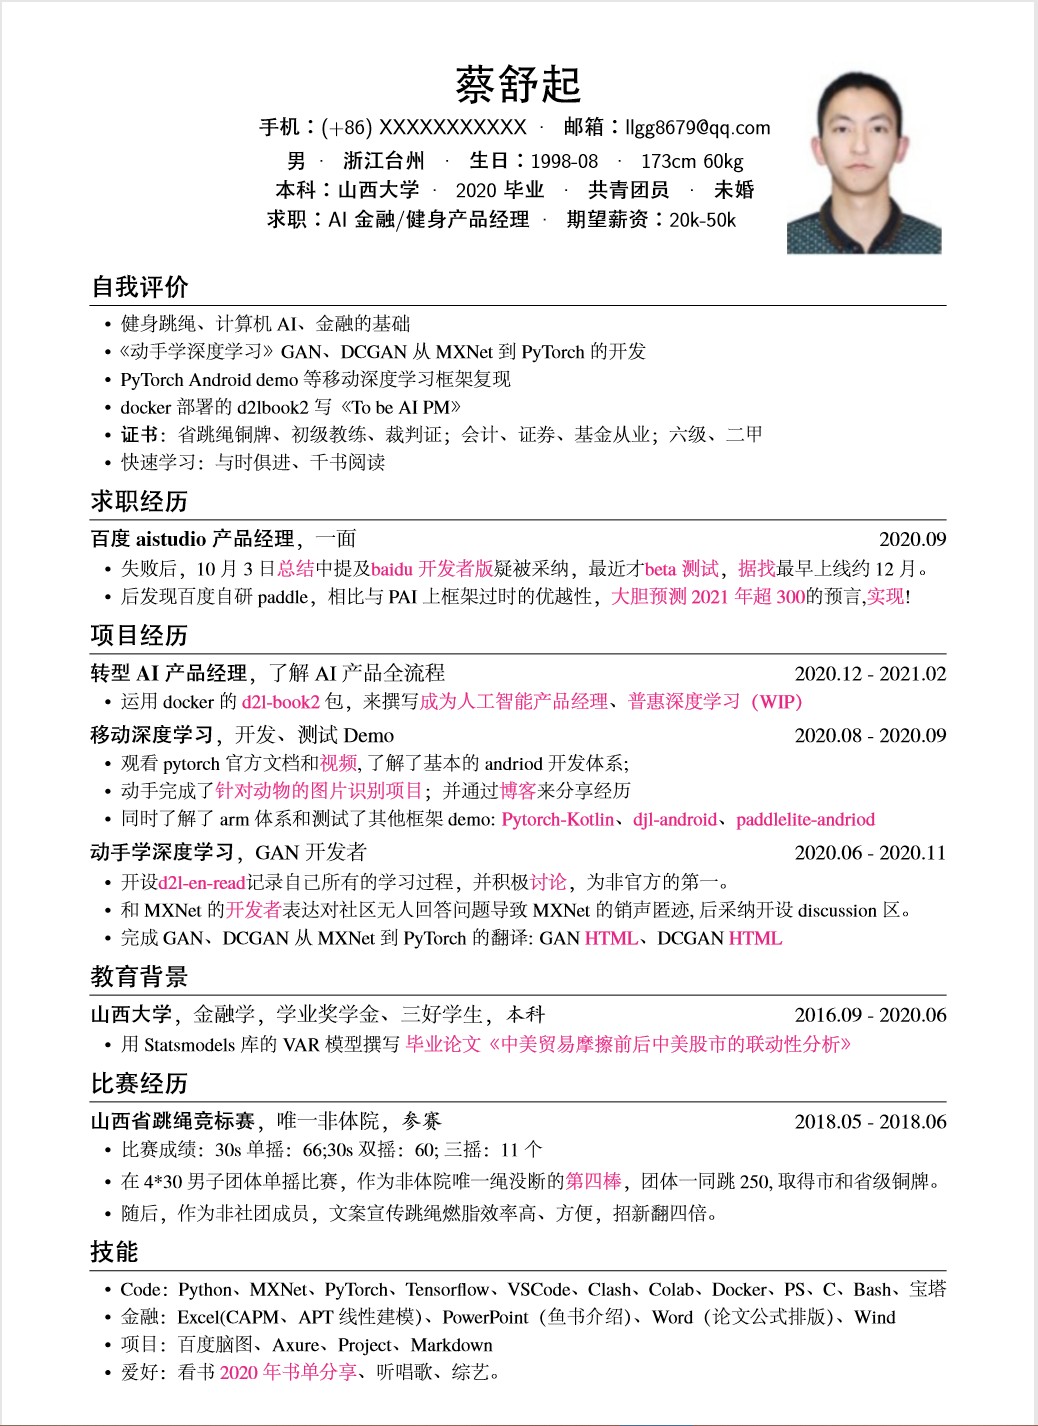 蔡舒起
手机：(+86) XXXXXXXXXXX · 邮箱：llgg8679@qq.com
男 · 浙江台州 · 生日：1998-08 · 173cm 60kg
本科：山西大学 · 2020 毕业 · 共青团员 · 未婚
求职：AI 金融/健身产品经理 · 期望薪资：20k-50k
自我评价
• 健身跳绳、计算机 AI、金融的基础
• 《动手学深度学习》GAN、DCGAN 从 MXNet 到 PyTorch 的开发
• PyTorch Android demo 等移动深度学习框架复现
• docker 部署的 d2lbook2 写《To be AI PM》
• 证书：省跳绳铜牌、初级教练、裁判证；会计、证券、基金从业；六级、二甲
• 快速学习：与时俱进、千书阅读
求职经历
百度 aistudio 产品经理，一面 2020.09
• 失败后，10 月 3 日总结中提及baidu 开发者版疑被采纳，最近才beta 测试，据找最早上线约 12 月。
• 后发现百度自研 paddle，相比与 PAI 上框架过时的优越性，大胆预测 2021 年超 300的预言,实现!
项目经历
转型 AI 产品经理，了解 AI 产品全流程 2020.12 - 2021.02
• 运用 docker 的 d2l-book2 包，来撰写成为人工智能产品经理、普惠深度学习（WIP）
移动深度学习，开发、测试 Demo 2020.08 - 2020.09
• 观看 pytorch 官方文档和视频, 了解了基本的 andriod 开发体系;
• 动手完成了针对动物的图片识别项目；并通过博客来分享经历
• 同时了解了 arm 体系和测试了其他框架 demo: Pytorch-Kotlin、djl-android、paddlelite-andriod
动手学深度学习，GAN 开发者 2020.06 - 2020.11
• 开设d2l-en-read记录自己所有的学习过程，并积极讨论，为非官方的第一。
• 和 MXNet 的开发者表达对社区无人回答问题导致 MXNet 的销声匿迹, 后采纳开设 discussion 区。
• 完成 GAN、DCGAN 从 MXNet 到 PyTorch 的翻译: GAN HTML、DCGAN HTML
教育背景
山西大学，金融学，学业奖学金、三好学生，本科 2016.09 - 2020.06
• 用 Statsmodels 库的 VAR 模型撰写 毕业论文《中美贸易摩擦前后中美股市的联动性分析》
比赛经历
山西省跳绳竞标赛，唯一非体院，参赛 2018.05 - 2018.06
• 比赛成绩：30s 单摇：66;30s 双摇：60; 三摇：11 个
• 在 4*30 男子团体单摇比赛，作为非体院唯一绳没断的第四棒，团体一同跳 250, 取得市和省级铜牌。
• 随后，作为非社团成员，文案宣传跳绳燃脂效率高、方便，招新翻四倍。
技能
• Code：Python、MXNet、PyTorch、Tensorflow、VSCode、Clash、Colab、Docker、PS、C、Bash、宝塔
• 金融：Excel(CAPM、APT 线性建模)、PowerPoint（鱼书介绍)、Word（论文公式排版)、Wind
• 项目：百度脑图、Axure、Project、Markdown
• 爱好：看书 2020 年书单分享、听唱歌、综艺。